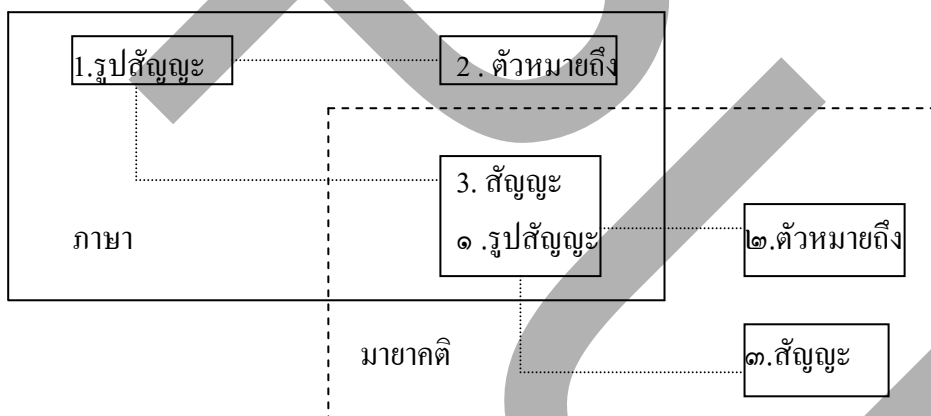 1.รูปสัญญะ
2 . ตัวหมายถึง
3. สัญญะ
ภาษา
๑ .รูปสัญญะ
๒.ตัวหมายถึง
มายาคติ
๓.สัญญะ